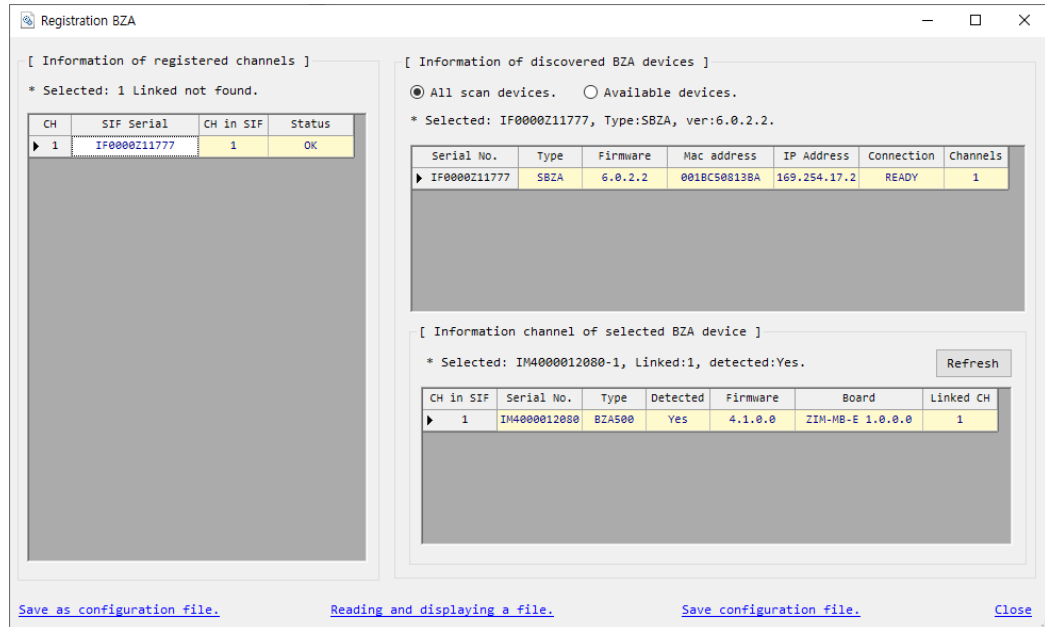 Registration BZA
[ Information of registered channels ]
* Selected: 1 Linked not found.
CH SIF Serial CH in SIF Status
1 IF0000Z11777 1 OK
[ Information of discovered BZA devices ]
All scan devices. Available devices.
* Selected: IF0000Z11777, Type:SBZA, ver:6.0.2.2.
Serial No. Type Firmware Mac address IP Address Connection Channels
IF0000Z11777 SBZA 6.0.2.2 001BC50813BA 169.254.17.2 READY 1
[ Information channel of selected BZA device ]
* Selected: IM4000012080-1, Linked:1, detected:Yes.
Refresh
CH in SIF Serial No. Type Detected Firmware Board Linked CH
1 IM4000012080 BZA500 Yes 4.1.0.0 ZIM-MB-E 1.0.0.0 1
Save as configuration file. Reading and displaying a file. Save configuration file. Close